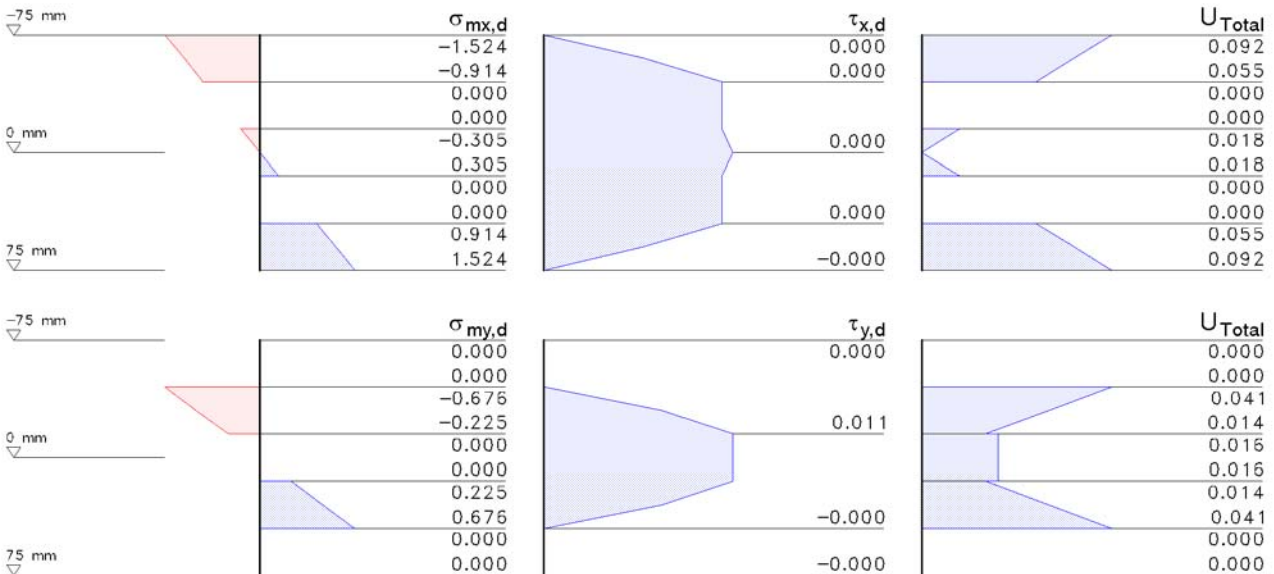 -75 mm σmx,d τx,d UTotal
-1.524 0.000 0.092
-0.914 0.000 0.055
0.000 0.000
0.000 0.000
0 mm -0.305 0.000 0.018
0.305 0.018
0.000 0.000
0.000 0.000 0.000
0.914 0.055
75 mm 1.524 -0.000 0.092
-75 mm σmy,d τy,d UTotal
0.000 0.000 0.000
0.000 0.000
-0.676 0.041
-0.225 0.011 0.014
0 mm 0.000 0.015
0.000 0.015
0.225 0.014
0.676 -0.000 0.041
0.000 0.000
75 mm 0.000 -0.000 0.000